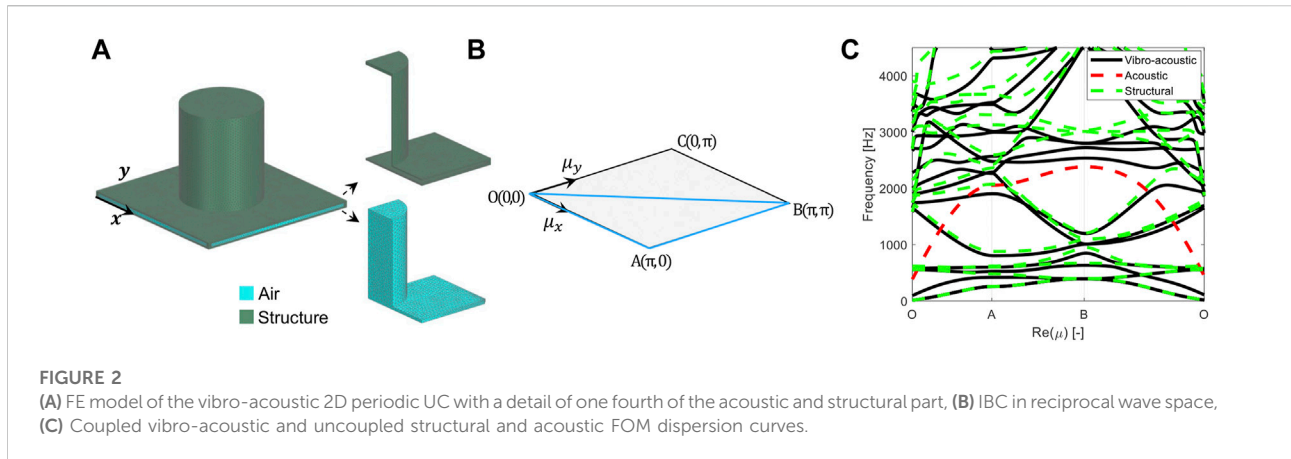 A
y
x
Air
Structure
B
C(0,π)
μy
O(0,0)
μx
B(π,π)
A(π,0)
C
Vibro-acoustic
Acoustic
Structural
4000
3000
2000
1000
0
Frequency [Hz]
O A B O
Re(μ) [-]
FIGURE 2
(A) FE model of the vibro-acoustic 2D periodic UC with a detail of one fourth of the acoustic and structural part, (B) IBC in reciprocal wave space,
(C) Coupled vibro-acoustic and uncoupled structural and acoustic FOM dispersion curves.